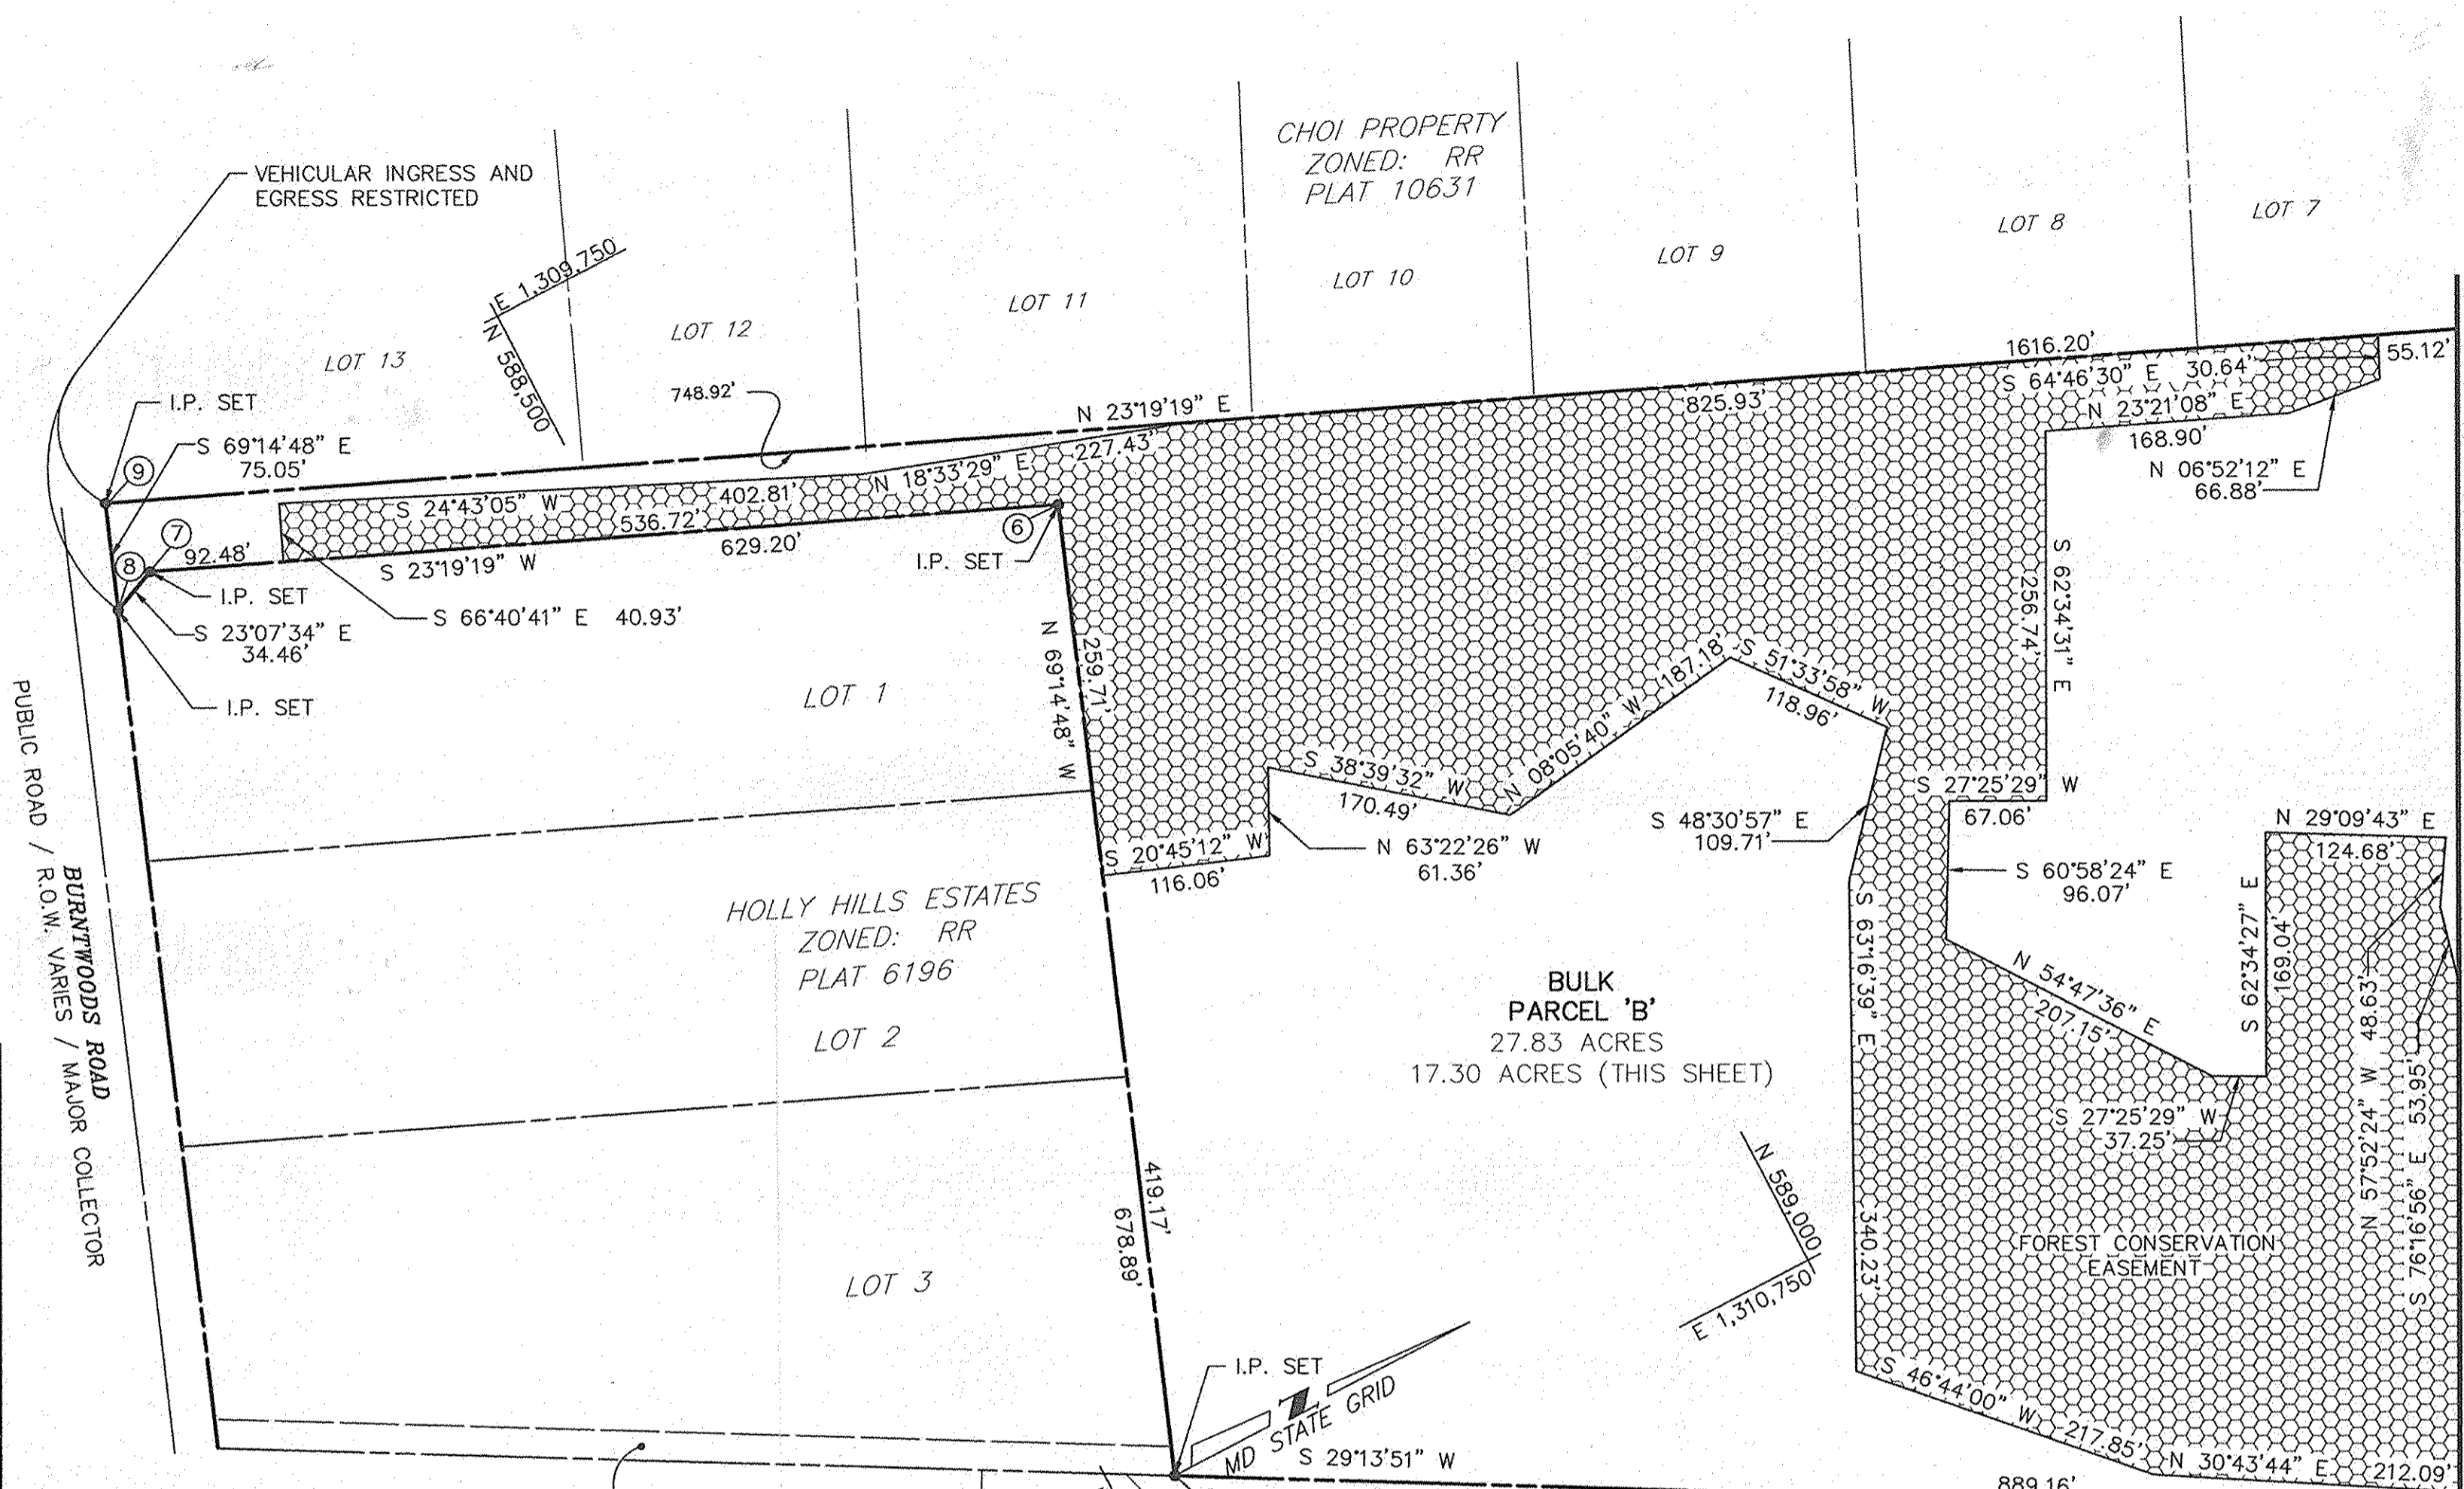 CHOI PROPERTY
ZONED: RR
PLAT 10631
VEHICULAR INGRESS AND
EGRESS RESTRICTED
E 1,309,750
N 588,500
LOT 13
LOT 12
LOT 11
LOT 10
LOT 9
LOT 8
LOT 7
748.92'
N 23°19'19" E
1616.20'
825.93'
S 64°46'30" E 30.64'
55.12'
N 23°21'08" E
168.90'
N 06°52'12" E
66.88'
I.P. SET
S 69°14'48" E
75.05'
9
7
8
92.48'
S 24°43'05" W
402.81'
N 18°33'29" E
227.43'
536.72'
629.20'
S 23°19'19" W
6
I.P. SET
I.P. SET
S 66°40'41" E 40.93'
S 23°07'34" E
34.46'
I.P. SET
PUBLIC ROAD / R.O.W. VARIES / MAJOR COLLECTOR
BURNTWOODS ROAD
LOT 1
N 69°14'48" W
259.71'
S 20°45'12" W
116.06'
N 63°22'26" W
61.36'
S 38°39'32" W
170.49'
N 08°05'40" W
187.18'
S 51°33'58" W
118.96'
S 48°30'57" E
109.71'
S 62°34'31" E
256.74'
S 27°25'29" W
67.06'
S 60°58'24" E
96.07'
N 29°09'43" E
124.68'
S 62°34'27" E
169.04'
N 54°47'36" E
207.15'
S 27°25'29" W
37.25'
N 57°52'24" W 48.63'
S 76°16'56" E 53.95'
S 63°16'39" E
340.23'
HOLLY HILLS ESTATES
ZONED: RR
PLAT 6196
LOT 2
BULK
PARCEL 'B'
27.83 ACRES
17.30 ACRES (THIS SHEET)
FOREST CONSERVATION
EASEMENT
N 589,000
E 1,310,750
419.17'
678.89'
LOT 3
I.P. SET
MD STATE GRID
S 29°13'51" W
S 46°44'00" W
217.85'
N 30°43'44" E
212.09'
889.16'